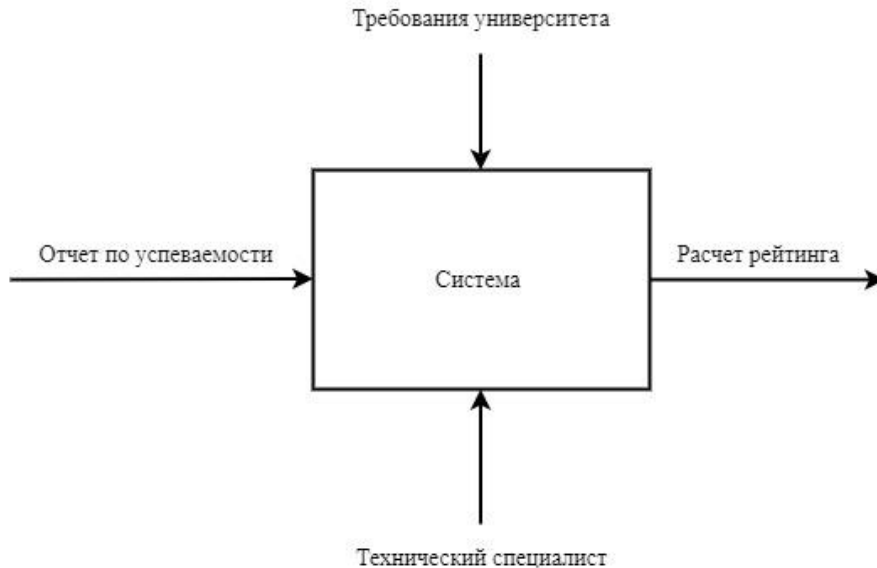 Требования университета
Отчет по успеваемости
Система
Расчет рейтинга
Технический специалист